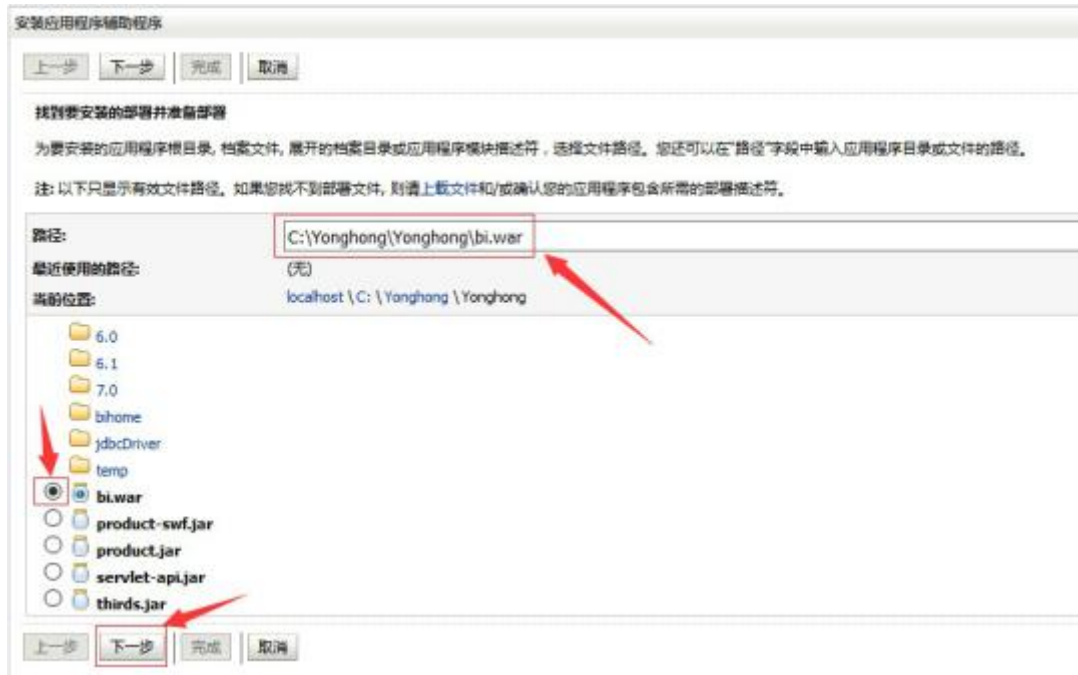 安装应用程序辅助程序
上一步 下一步 完成 取消
找到要安装的部署并准备部署
为要安装的应用程序根目录, 档案文件, 展开的档案目录或应用程序模块描述符，选择文件路径。您还可以在"路径"字段中输入应用程序目录或文件的路径。
注: 以下只显示有效文件路径。如果您找不到部署文件, 则请上载文件和/或确认您的应用程序包含所需的部署描述符。
路径: C:\Yonghong\Yonghong\bi.war
最近使用的路径: (无)
当前位置: localhost \ C: \ Yonghong \ Yonghong
6.0
6.1
7.0
bihome
jdbcDriver
temp
bi.war
product-swf.jar
product.jar
servlet-api.jar
thirds.jar
上一步 下一步 完成 取消